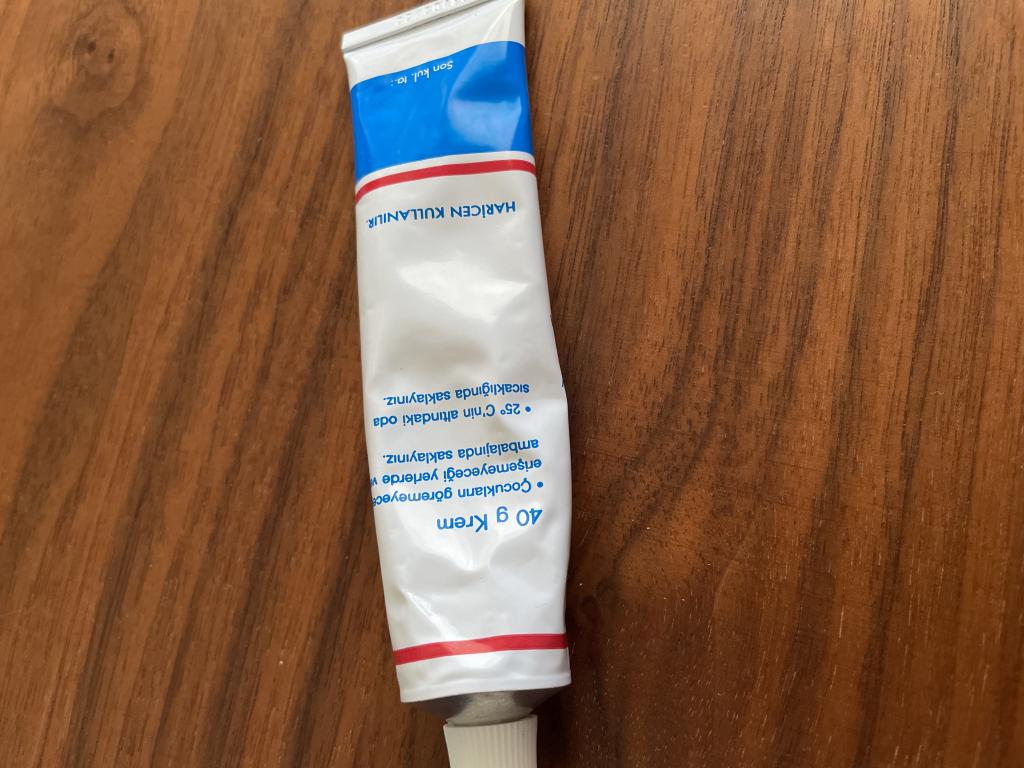 40 g Krem
• Çocukların göremeyece
erişemeyeceği yerlerde v
ambalajında saklayınız.
• 25° C'nin altındaki oda
sıcaklığında saklayınız.
HARİCEN KULLANILIR.
Son kul. ta.: